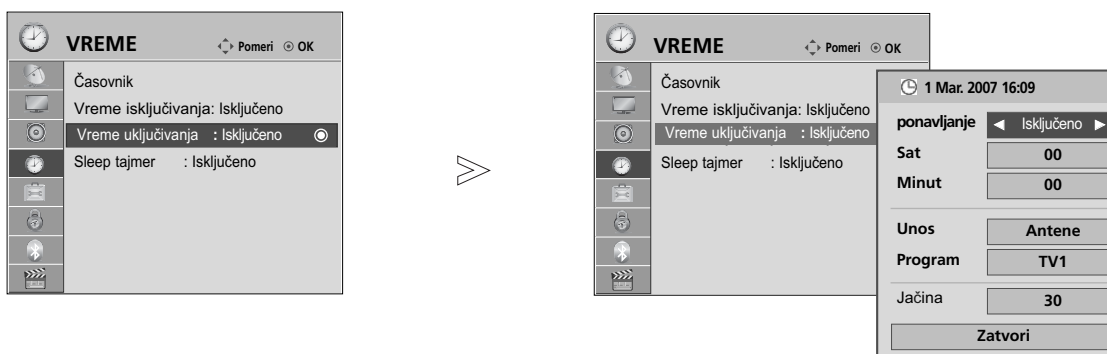 VREME Pomeri OK
Časovnik
Vreme isključivanja: Isključeno
Vreme uključivanja : Isključeno
Sleep tajmer : Isključeno
VREME Pomeri OK
Časovnik
Vreme isključivanja: Isključeno
Vreme uključivanja : Isključeno
Sleep tajmer : Isključeno
1 Mar. 2007 16:09
ponavljanje Isključeno
Sat 00
Minut 00
Unos Antene
Program TV1
Jačina 30
Zatvori